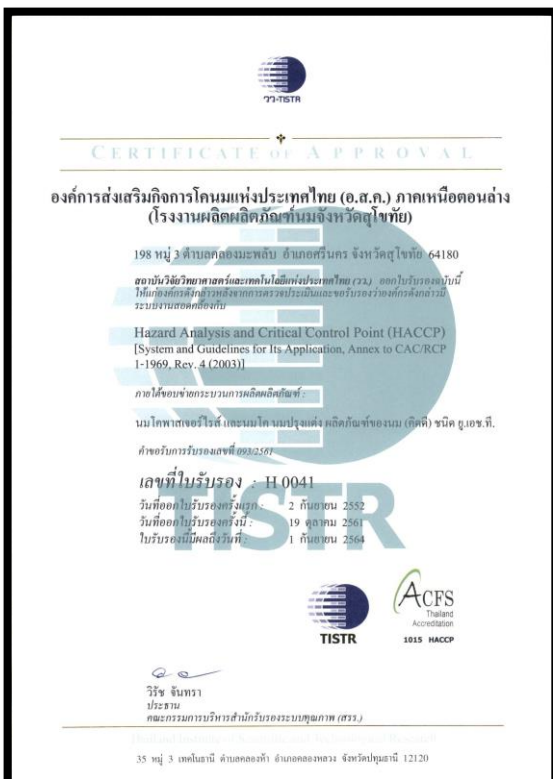 วว-TISTR
CERTIFICATE OF APPROVAL
องค์การส่งเสริมกิจการโคนมแห่งประเทศไทย (อ.ส.ค.) ภาคเหนือตอนล่าง
(โรงงานผลิตผลิตภัณฑ์นมจังหวัดสุโขทัย)
198 หมู่ 3 ตำบลคลองมะพลับ อำเภอศรีนคร จังหวัดสุโขทัย 64180
สถาบันวิจัยวิทยาศาสตร์และเทคโนโลยีแห่งประเทศไทย (วว.) ออกใบรับรองฉบับนี้
ให้แก่องค์กรดังกล่าวหลังจากการตรวจประเมินและขอรับรองว่าองค์กรดังกล่าวมี
ระบบงานสอดคล้องกับ
Hazard Analysis and Critical Control Point (HACCP)
[System and Guidelines for Its Application, Annex to CAC/RCP
1-1969, Rev. 4 (2003)]
ภายใต้ขอบข่ายกระบวนการผลิตผลิตภัณฑ์ :
นมโคพาสเจอร์ไรส์ และนมโค นมปรุงแต่ง ผลิตภัณฑ์ของนม (คิดดี) ชนิด ยู.เอช.ที.
คำขอรับการรับรองเลขที่ 093/2561
เลขที่ใบรับรอง : H 0041
วันที่ออกใบรับรองครั้งแรก : 2 กันยายน 2552
วันที่ออกใบรับรองครั้งนี้ : 19 ตุลาคม 2561
ใบรับรองนี้มีผลถึงวันที่ : 1 กันยายน 2564
TISTR
TISTR
ACFS
Thailand
Accreditation
1015 HACCP
วิรัช จันทรา
ประธาน
คณะกรรมการบริหารสำนักรับรองระบบคุณภาพ (สรร.)
35 หมู่ 3 เทคโนธานี ตำบลคลองห้า อำเภอคลองหลวง จังหวัดปทุมธานี 12120